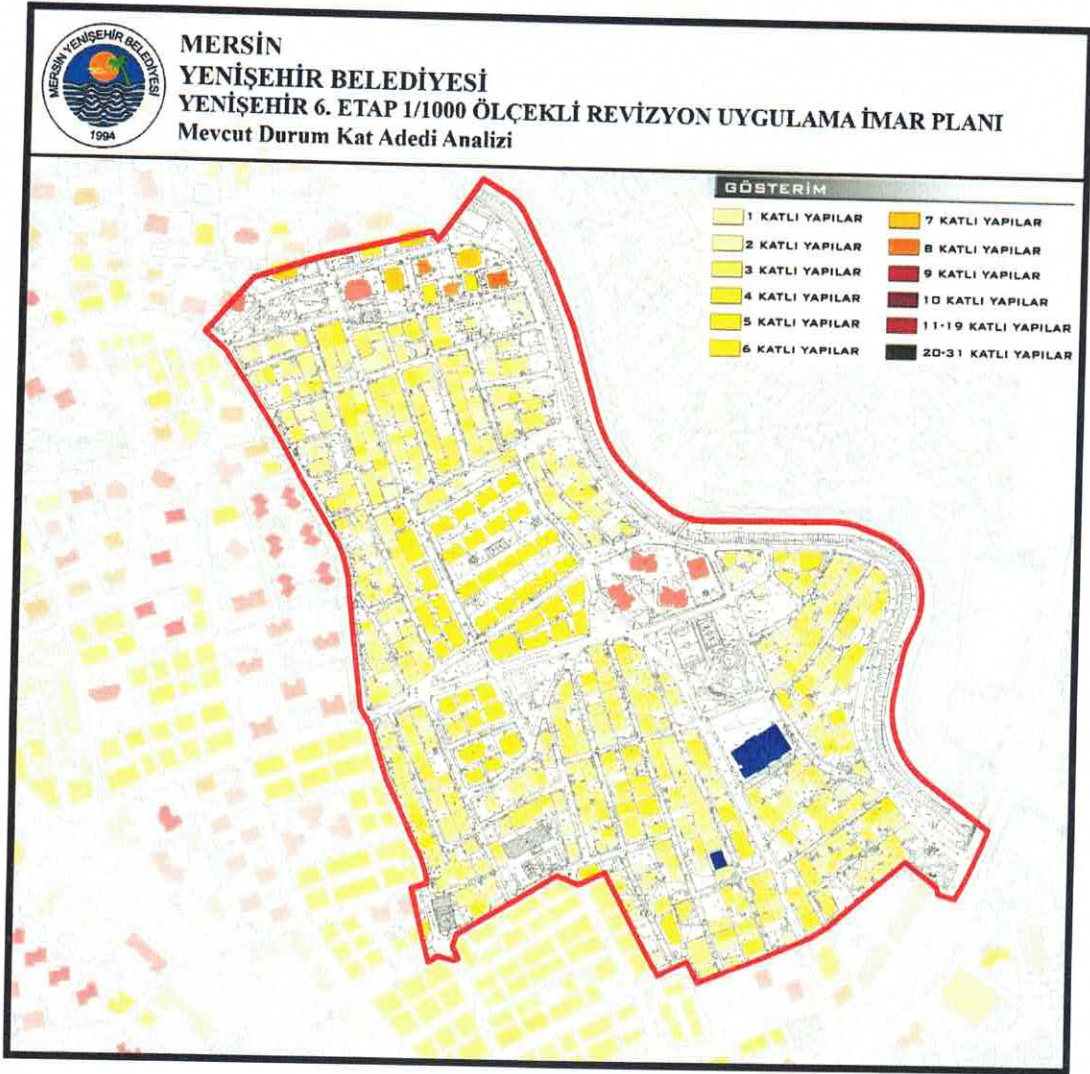 MERSİN YENİŞEHİR BELEDİYESİ
1994
MERSİN
YENİŞEHİR BELEDİYESİ
YENİŞEHİR 6. ETAP 1/1000 ÖLÇEKLİ REVİZYON UYGULAMA İMAR PLANI
Mevcut Durum Kat Adedi Analizi
GÖSTERİM
1 KATLI YAPILAR
2 KATLI YAPILAR
3 KATLI YAPILAR
4 KATLI YAPILAR
5 KATLI YAPILAR
6 KATLI YAPILAR
7 KATLI YAPILAR
8 KATLI YAPILAR
9 KATLI YAPILAR
10 KATLI YAPILAR
11-19 KATLI YAPILAR
20-31 KATLI YAPILAR